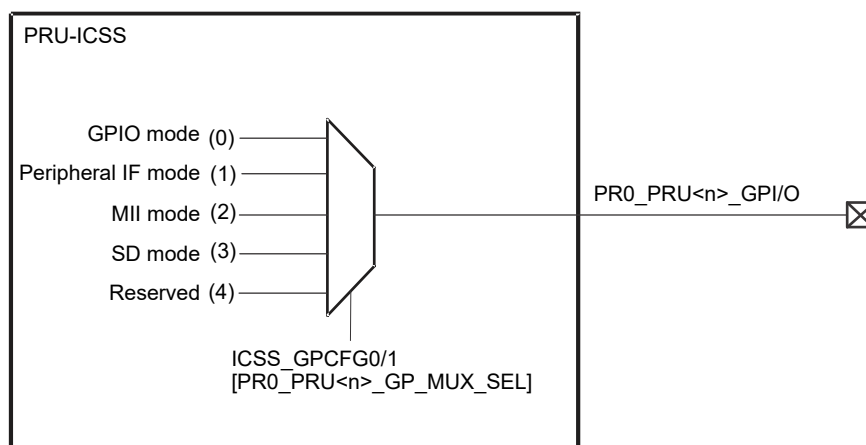 PRU-ICSS
GPIO mode (0)
Peripheral IF mode (1)
MII mode (2)
SD mode (3)
Reserved (4)
PR0_PRU<n>_GPI/O
ICSS_GPCFG0/1
[PR0_PRU<n>_GP_MUX_SEL]